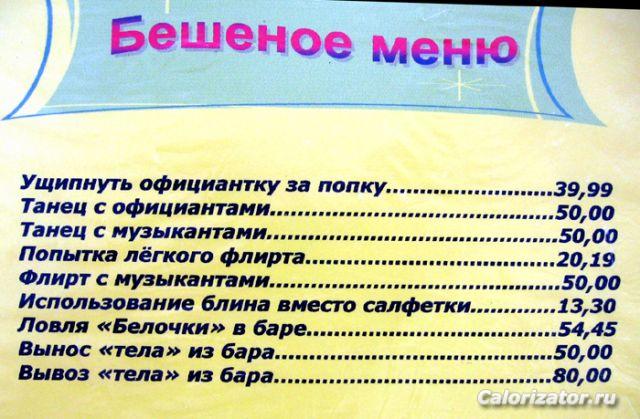 Бешеное меню
Ущипнуть официантку за попку........................39,99
Танец с официантами.........................................50,00
Танец с музыкантами..........................................50,00
Попытка лёгкого флирта....................................20,19
Флирт с музыкантами.........................................50,00
Использование блина вместо салфетки............13,30
Ловля «Белочки» в баре....................................54,45
Вынос «тела» из бара........................................50,00
Вывоз «тела» из бара........................................80,00
Calorizator.ru